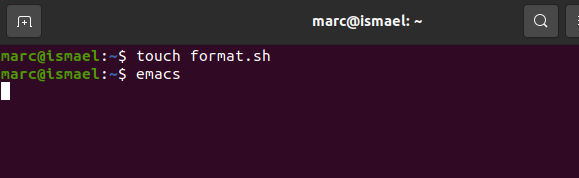 marc@ismael: ~
marc@ismael:~$ touch format.sh
marc@ismael:~$ emacs